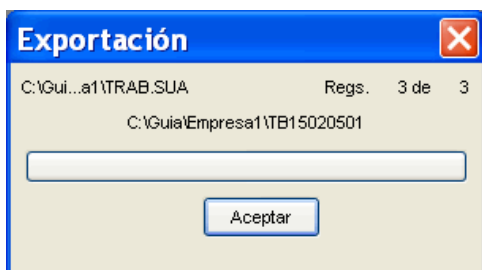 Exportación
C:\Gui...a1\TRAB.SUA Regs. 3 de 3
C:\Guia\Empresa1\TB15020501
Aceptar